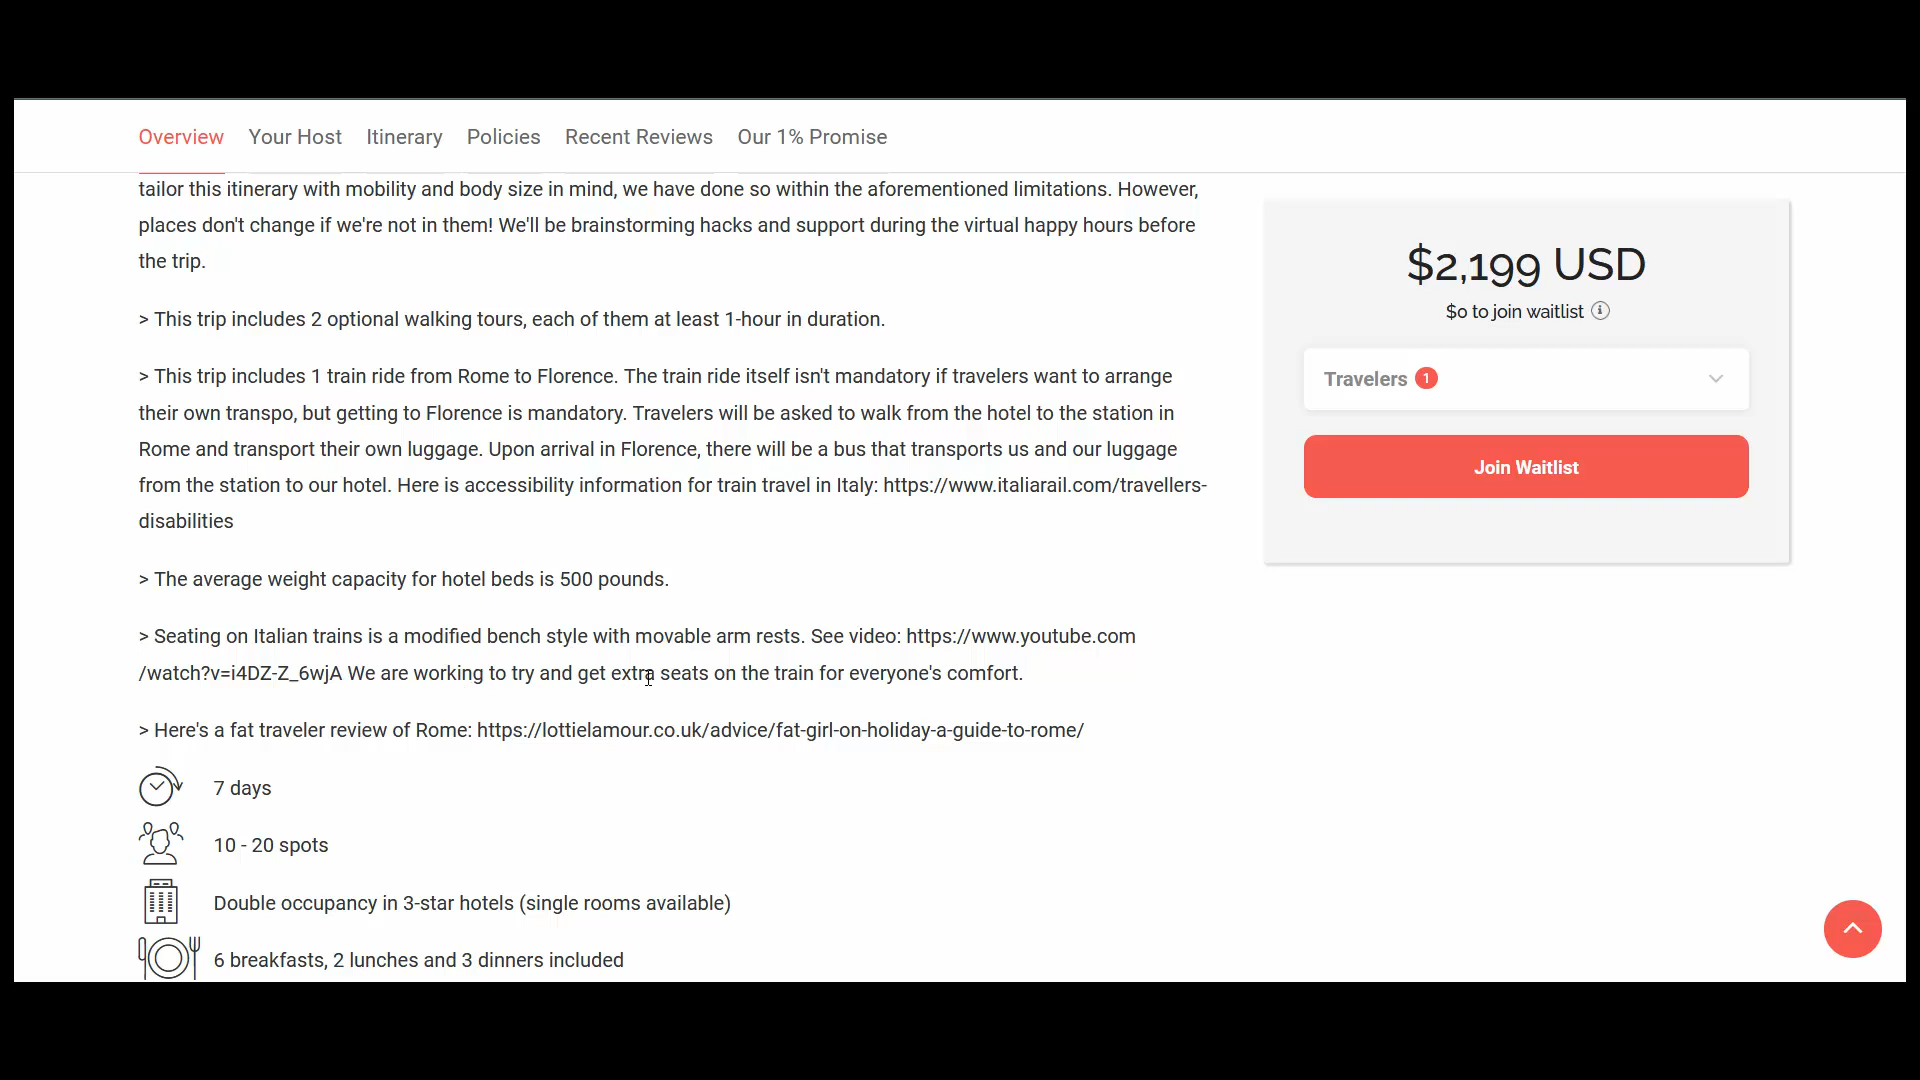 Overview Your Host Itinerary Policies Recent Reviews Our 1% Promise
tailor this itinerary with mobility and body size in mind, we have done so within the aforementioned limitations. However,
places don't change if we're not in them! We'll be brainstorming hacks and support during the virtual happy hours before
the trip.
> This trip includes 2 optional walking tours, each of them at least 1-hour in duration.
> This trip includes 1 train ride from Rome to Florence. The train ride itself isn't mandatory if travelers want to arrange
their own transpo, but getting to Florence is mandatory. Travelers will be asked to walk from the hotel to the station in
Rome and transport their own luggage. Upon arrival in Florence, there will be a bus that transports us and our luggage
from the station to our hotel. Here is accessibility information for train travel in Italy: https://www.italiarail.com/travellers-
disabilities
> The average weight capacity for hotel beds is 500 pounds.
> Seating on Italian trains is a modified bench style with movable arm rests. See video: https://www.youtube.com
/watch?v=i4DZ-Z_6wjA We are working to try and get extra seats on the train for everyone's comfort.
> Here's a fat traveler review of Rome: https://lottielamour.co.uk/advice/fat-girl-on-holiday-a-guide-to-rome/
7 days
10 - 20 spots
Double occupancy in 3-star hotels (single rooms available)
6 breakfasts, 2 lunches and 3 dinners included
$2,199 USD
$0 to join waitlist
Travelers 1
Join Waitlist